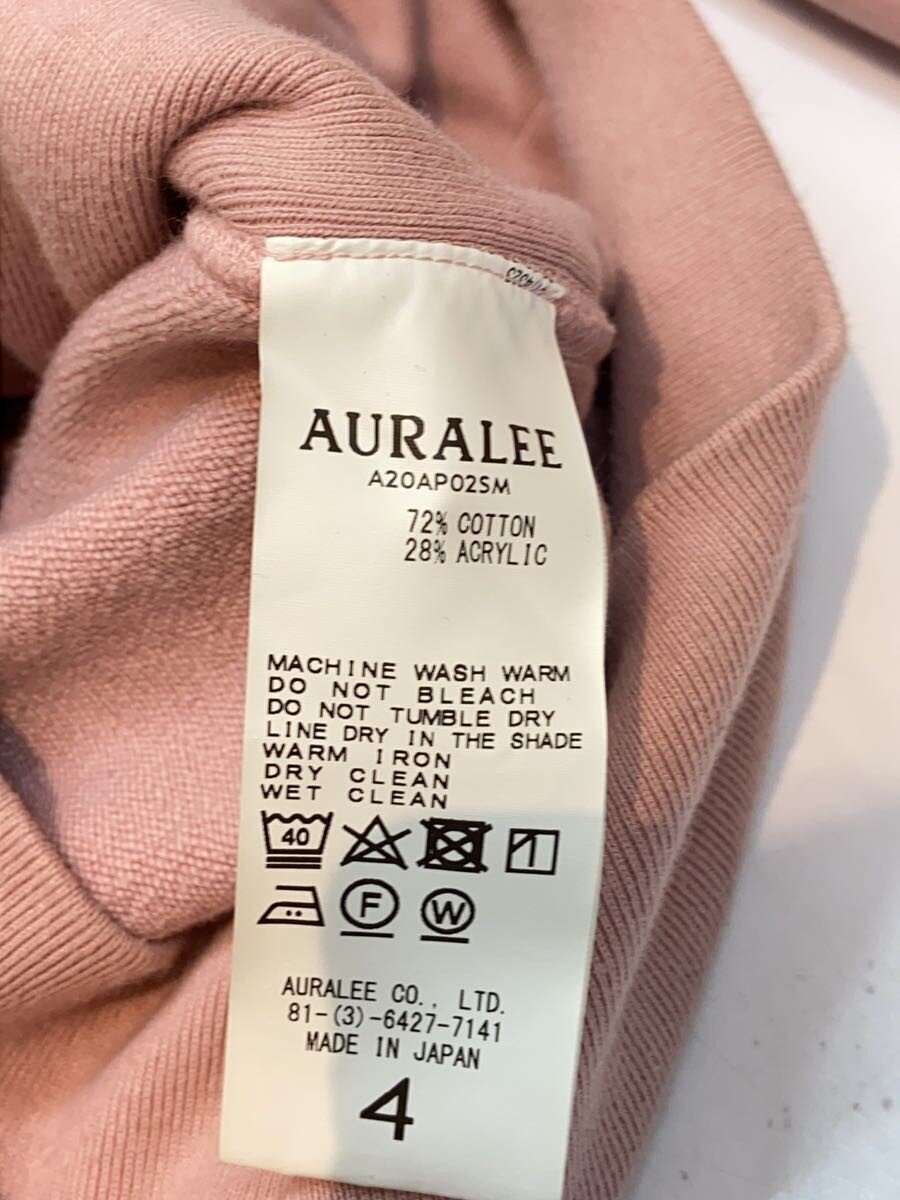 AURALEE
A20AP02SM
72% COTTON
28% ACRYLIC
MACHINE WASH WARM
DO NOT BLEACH
DO NOT TUMBLE DRY
LINE DRY IN THE SHADE
WARM IRON
DRY CLEAN
WET CLEAN
40
F W
AURALEE CO., LTD.
81-(3)-6427-7141
MADE IN JAPAN
4